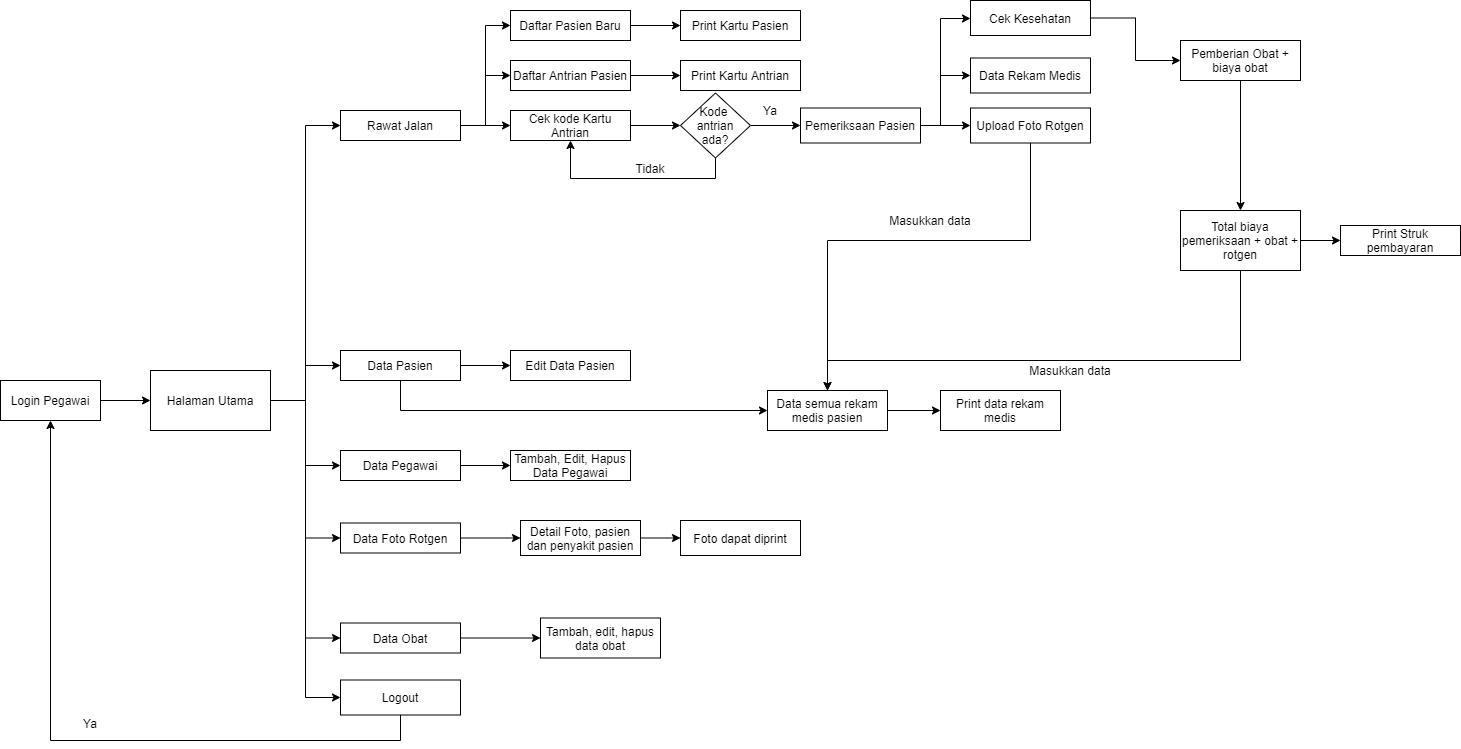 Daftar Pasien Baru
Print Kartu Pasien
Cek Kesehatan
Pemberian Obat +
biaya obat
Daftar Antrian Pasien
Print Kartu Antrian
Data Rekam Medis
Rawat Jalan
Cek kode Kartu
Antrian
Kode
antrian
ada?
Ya
Pemeriksaan Pasien
Upload Foto Rotgen
Tidak
Masukkan data
Total biaya
pemeriksaan + obat +
rotgen
Print Struk
pembayaran
Data Pasien
Edit Data Pasien
Masukkan data
Login Pegawai
Halaman Utama
Data semua rekam
medis pasien
Print data rekam
medis
Data Pegawai
Tambah, Edit, Hapus
Data Pegawai
Data Foto Rotgen
Detail Foto, pasien
dan penyakit pasien
Foto dapat diprint
Data Obat
Tambah, edit, hapus
data obat
Logout
Ya